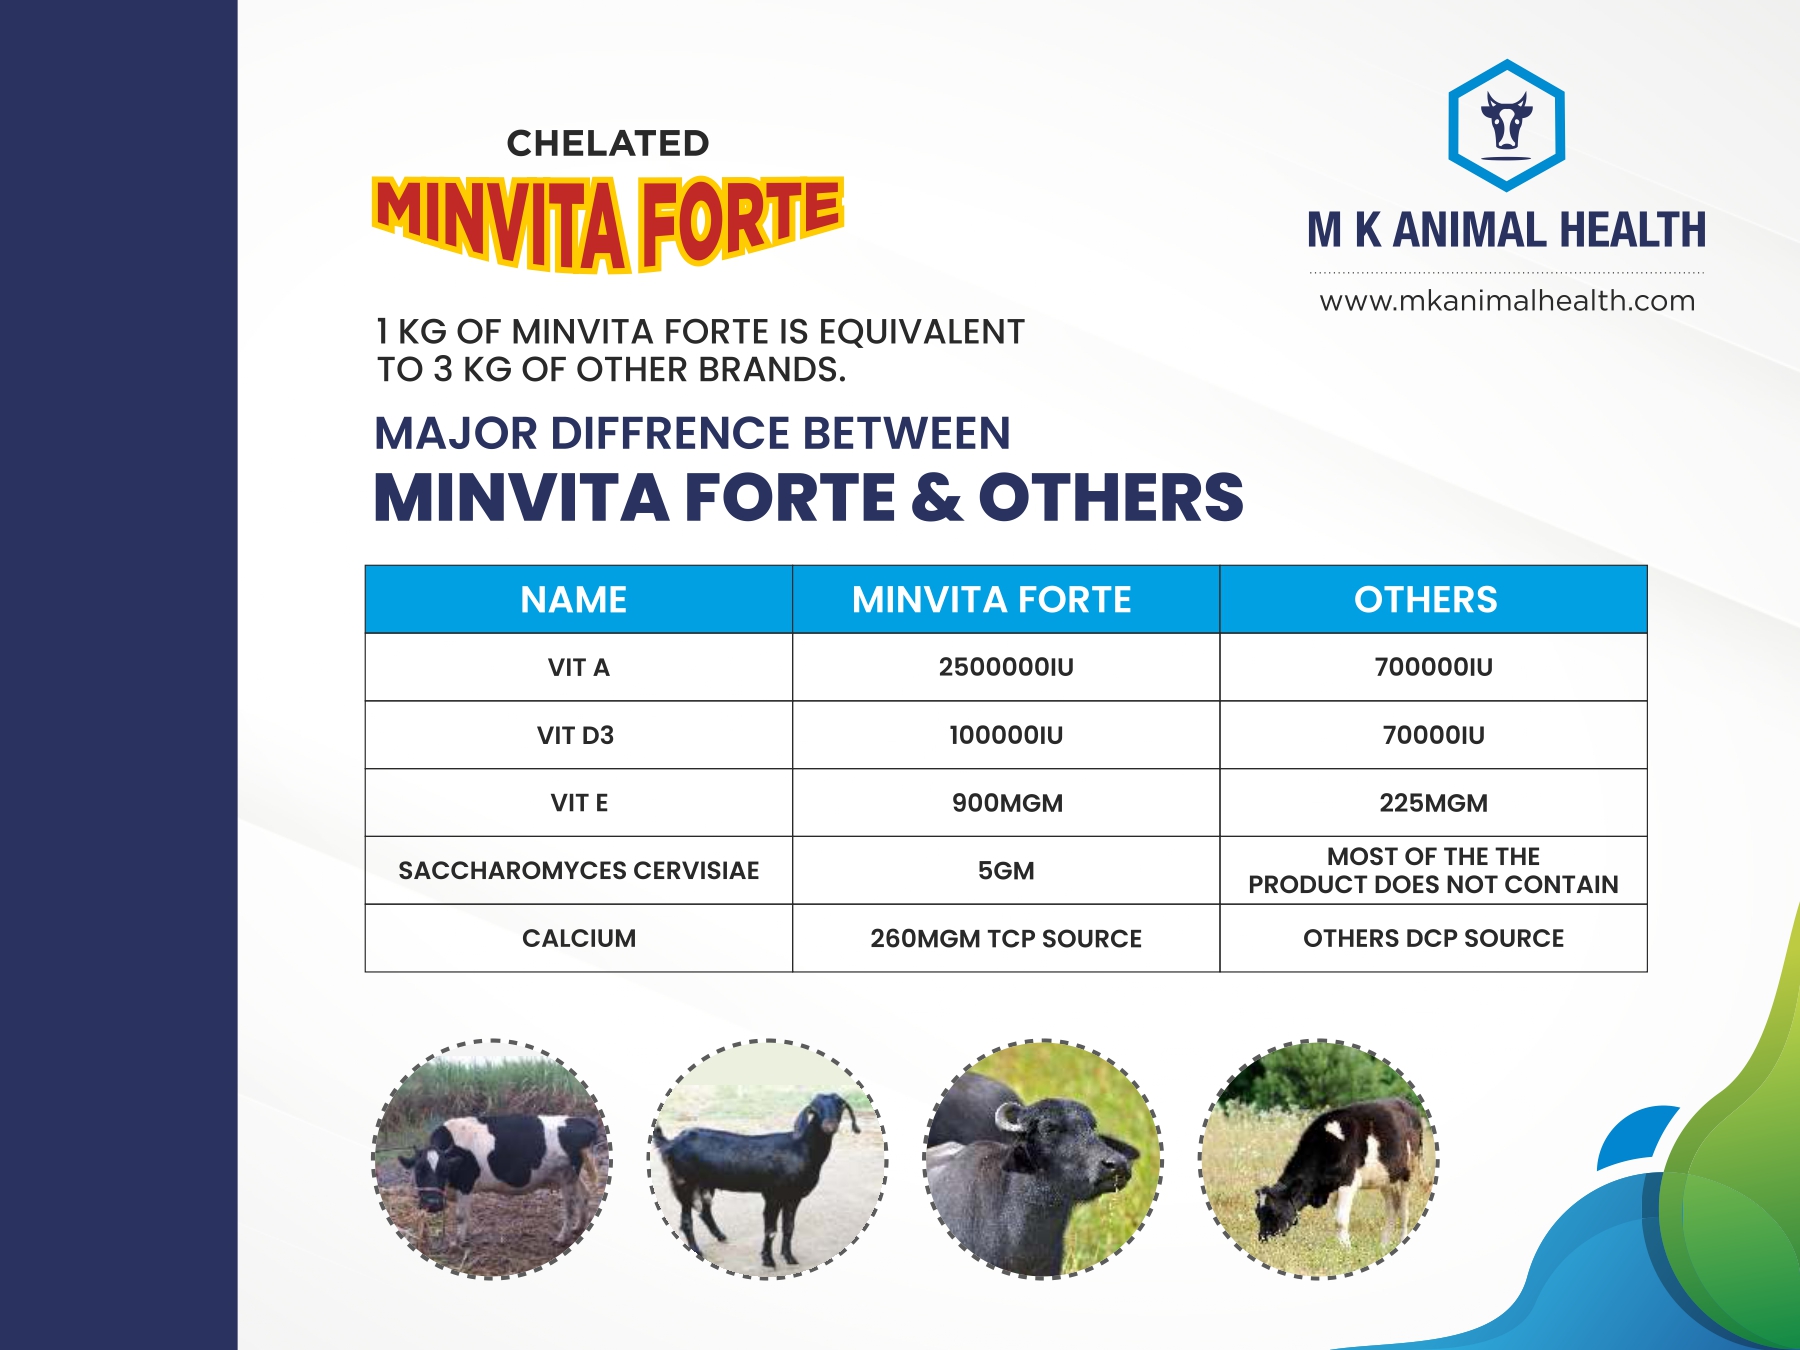 CHELATED
MINVITA FORTE
M K ANIMAL HEALTH
www.mkanimalhealth.com
1 KG OF MINVITA FORTE IS EQUIVALENT
TO 3 KG OF OTHER BRANDS.
MAJOR DIFFRENCE BETWEEN
MINVITA FORTE & OTHERS
NAME MINVITA FORTE OTHERS
VIT A 2500000IU 700000IU
VIT D3 100000IU 70000IU
VIT E 900MGM 225MGM
SACCHAROMYCES CERVISIAE 5GM MOST OF THE THE
PRODUCT DOES NOT CONTAIN
CALCIUM 260MGM TCP SOURCE OTHERS DCP SOURCE